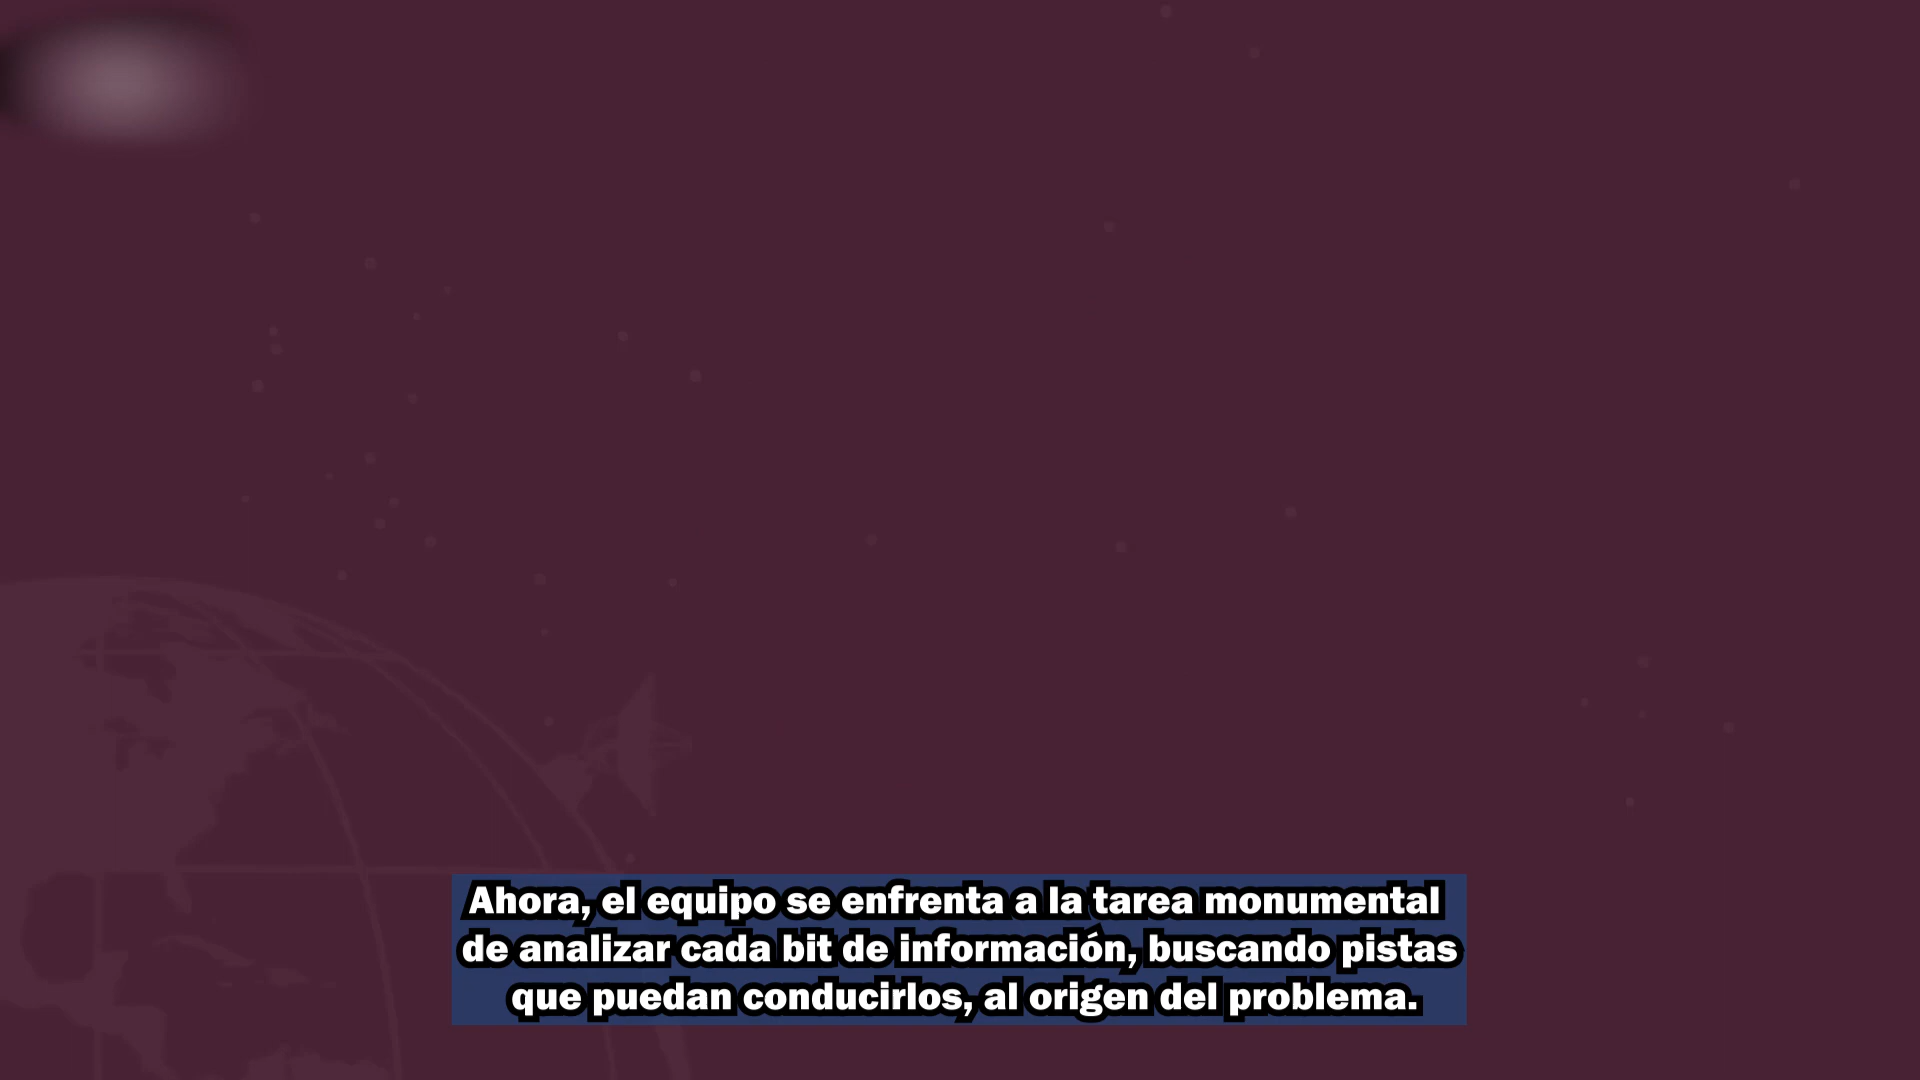 Ahora, el equipo se enfrenta a la tarea monumental
de analizar cada bit de información, buscando pistas
que puedan conducirlos, al origen del problema.